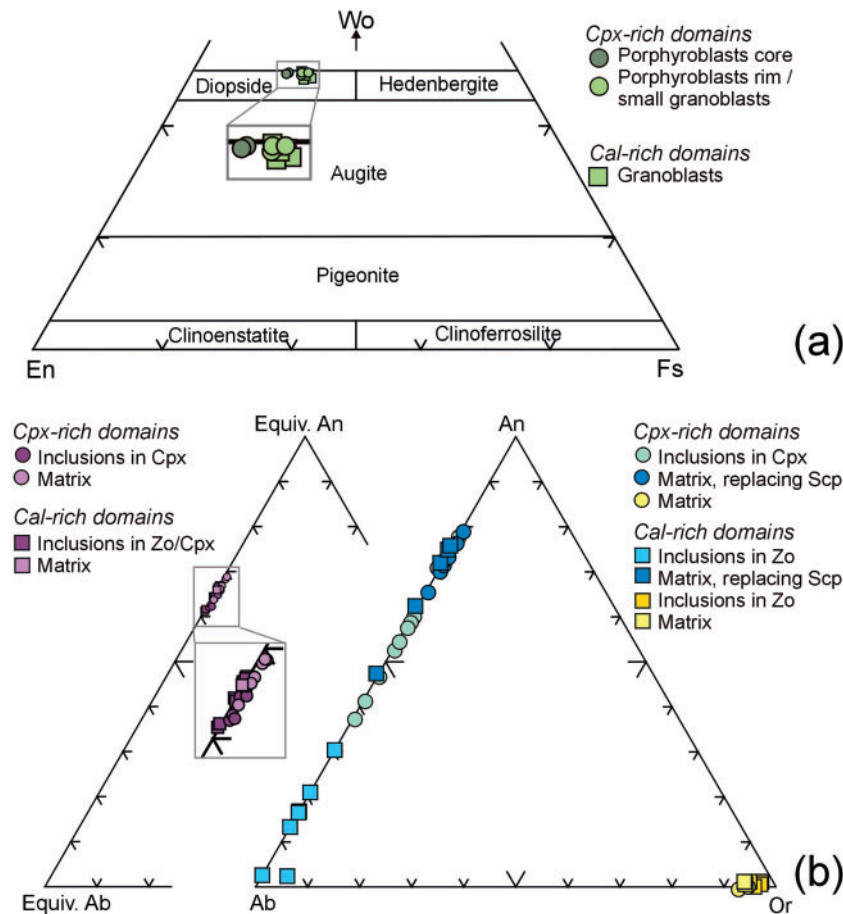 Wo
Diopside
Hedenbergite
Augite
Pigeonite
Clinoenstatite
Clinoferrosilite
En
Fs
Cpx-rich domains
Porphyroblasts core
Porphyroblasts rim /
small granoblasts
Cal-rich domains
Granoblasts
(a)
Cpx-rich domains
Inclusions in Cpx
Matrix
Cal-rich domains
Inclusions in Zo/Cpx
Matrix
Equiv. An
Equiv. Ab
An
Ab
Or
Cpx-rich domains
Inclusions in Cpx
Matrix, replacing Scp
Matrix
Cal-rich domains
Inclusions in Zo
Matrix, replacing Scp
Inclusions in Zo
Matrix
(b)